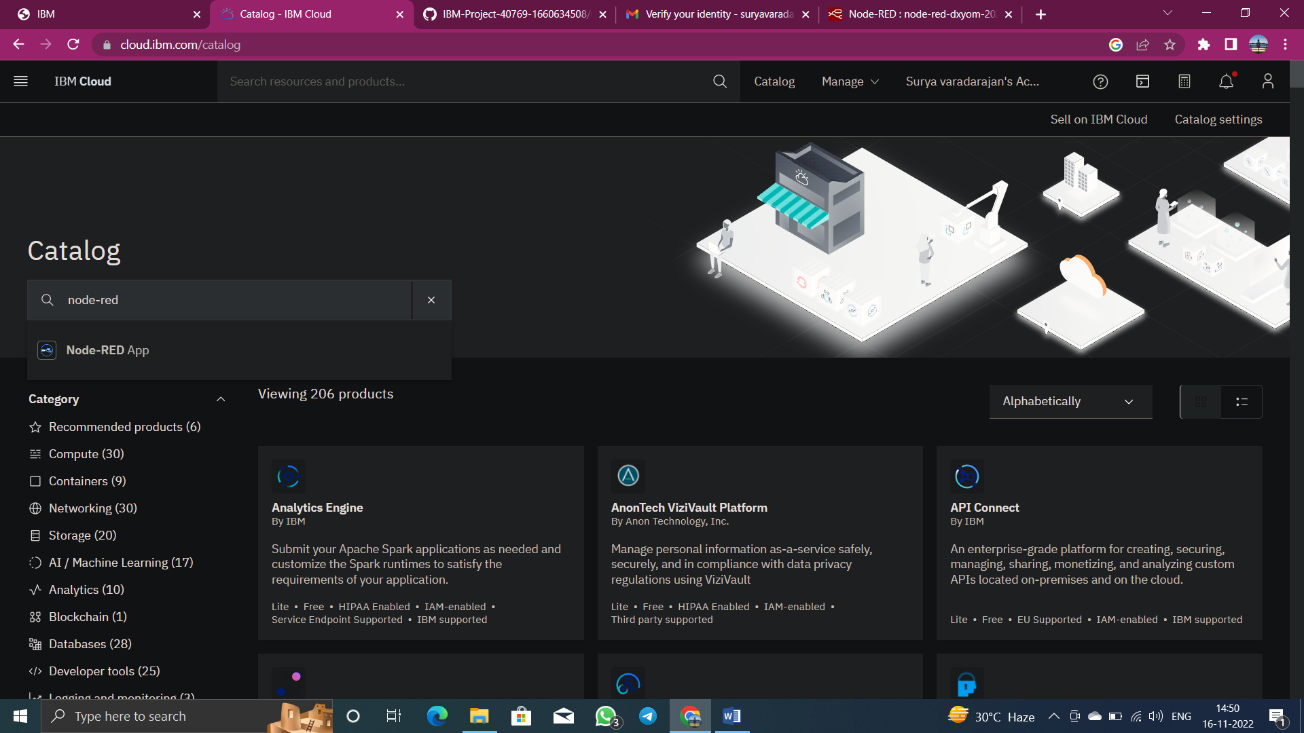 IBM
Catalog - IBM Cloud
IBM-Project-40769-1660634508/
Verify your identity - suryavarada
Node-RED : node-red-dxyom-20
cloud.ibm.com/catalog
IBM Cloud
Search resources and products...
Catalog
Manage
Surya varadarajan's Ac...
Sell on IBM Cloud
Catalog settings
Catalog
node-red
Node-RED App
Category
Viewing 206 products
Alphabetically
Recommended products (6)
Compute (30)
Containers (9)
Networking (30)
Storage (20)
AI / Machine Learning (17)
Analytics (10)
Blockchain (1)
Databases (28)
Developer tools (25)
Logging and monitoring (3)
Analytics Engine
By IBM
Submit your Apache Spark applications as needed and
customize the Spark runtimes to satisfy the
requirements of your application.
Lite • Free • HIPAA Enabled • IAM-enabled •
Service Endpoint Supported • IBM supported
AnonTech ViziVault Platform
By Anon Technology, Inc.
Manage personal information as-a-service safely,
securely, and in compliance with data privacy
regulations using ViziVault
Lite • Free • HIPAA Enabled • IAM-enabled •
Third party supported
API Connect
By IBM
An enterprise-grade platform for creating, securing,
managing, sharing, monetizing, and analyzing custom
APIs located on-premises and on the cloud.
Lite • Free • EU Supported • IAM-enabled • IBM supported
Type here to search
3
30°C Haze
ENG
14:50
16-11-2022
1